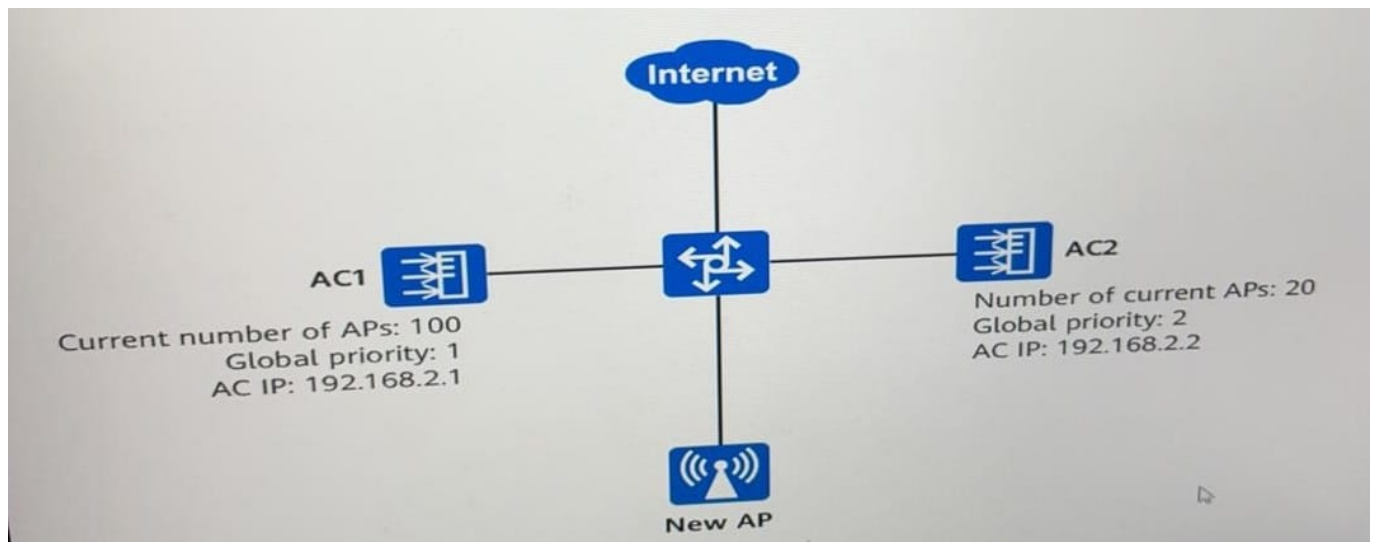 Internet
AC1
Current number of APs: 100
Global priority: 1
AC IP: 192.168.2.1
AC2
Number of current APs: 20
Global priority: 2
AC IP: 192.168.2.2
New AP